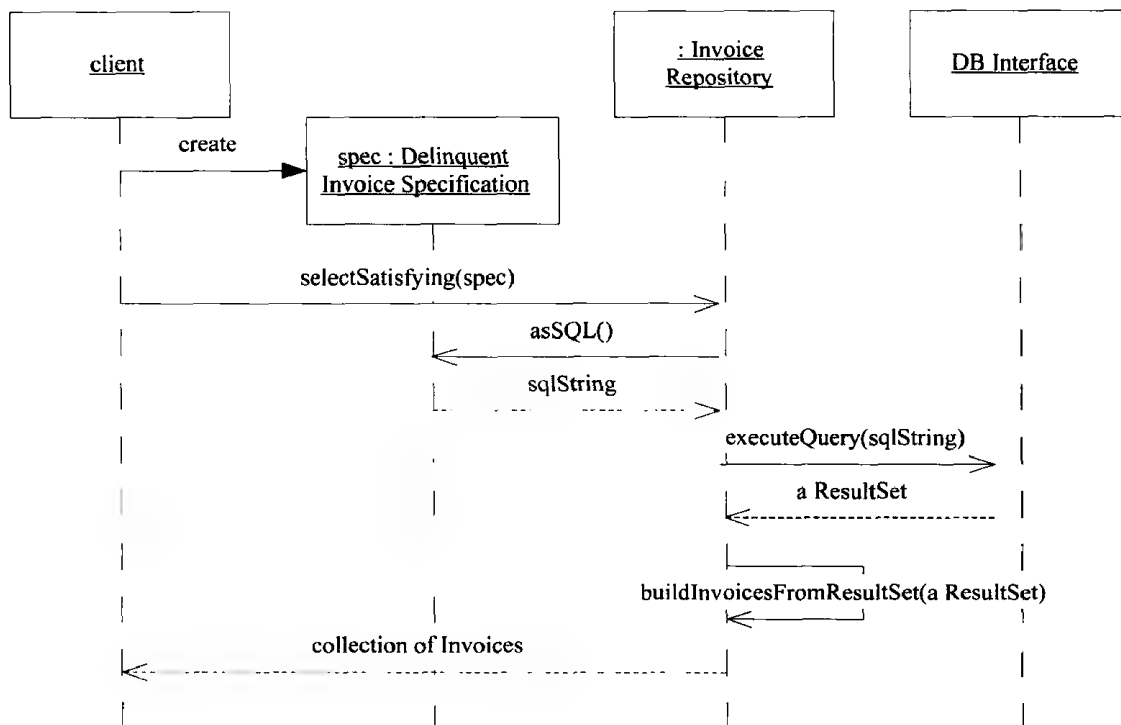 client
: Invoice
Repository
DB Interface
create
spec : Delinquent
Invoice Specification
selectSatisfying(spec)
asSQL()
sqlString
executeQuery(sqlString)
a ResultSet
buildInvoicesFromResultSet(a ResultSet)
collection of Invoices